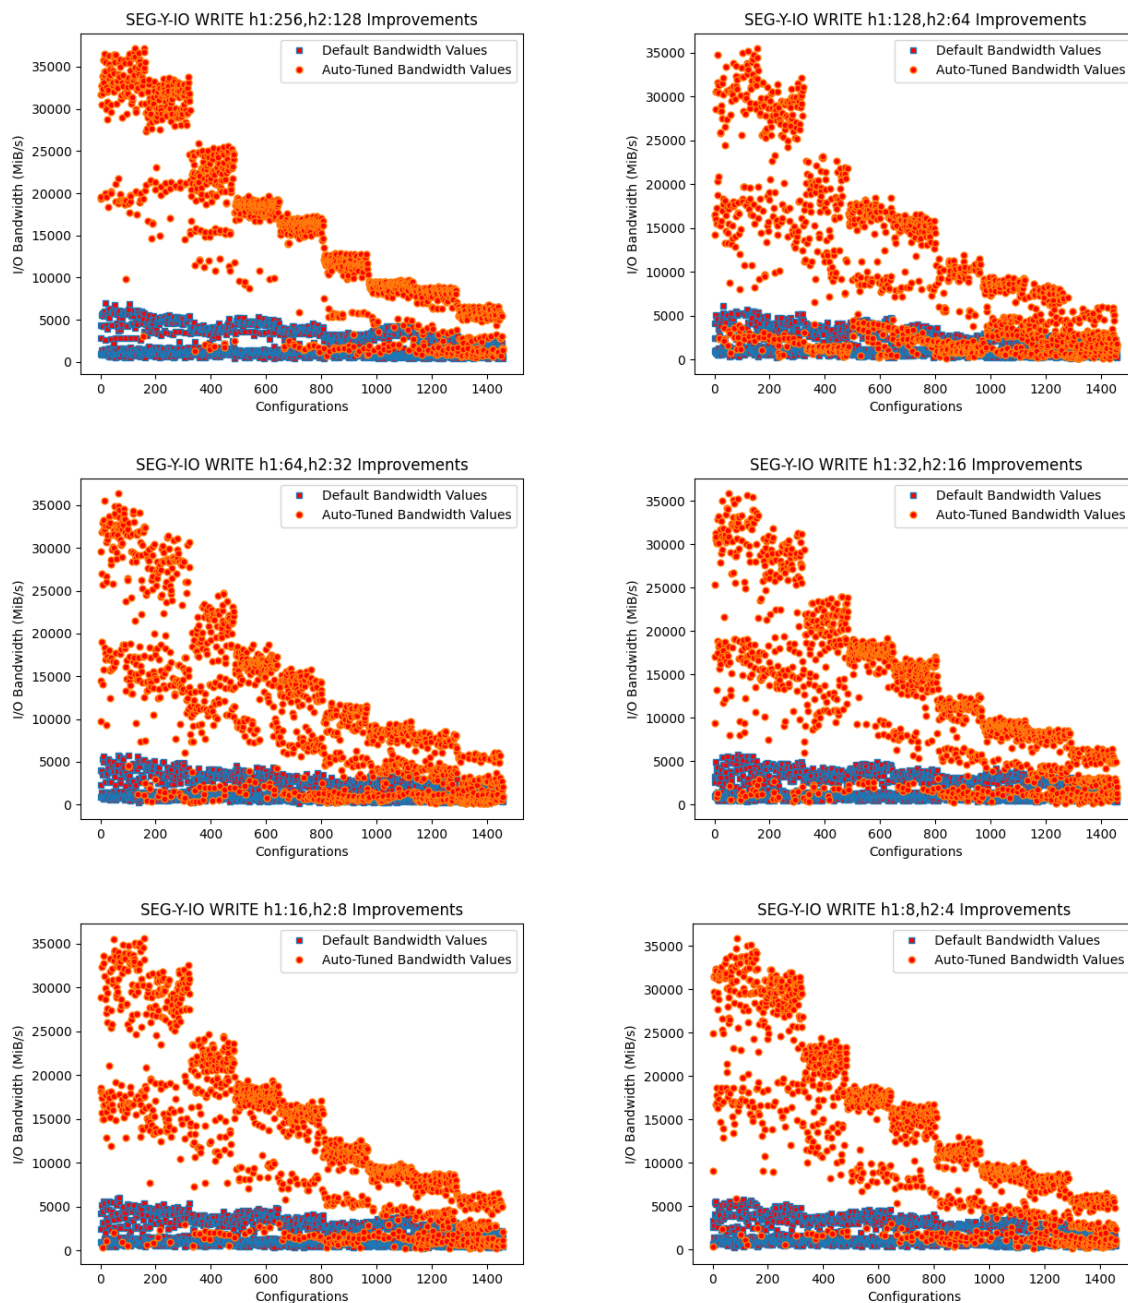 SEG-Y-IO WRITE h1:256,h2:128 Improvements
Default Bandwidth Values
Auto-Tuned Bandwidth Values
I/O Bandwidth (MiB/s)
35000
30000
25000
20000
15000
10000
5000
0
0 200 400 600 800 1000 1200 1400
Configurations
SEG-Y-IO WRITE h1:128,h2:64 Improvements
Default Bandwidth Values
Auto-Tuned Bandwidth Values
I/O Bandwidth (MiB/s)
35000
30000
25000
20000
15000
10000
5000
0
0 200 400 600 800 1000 1200 1400
Configurations
SEG-Y-IO WRITE h1:64,h2:32 Improvements
Default Bandwidth Values
Auto-Tuned Bandwidth Values
I/O Bandwidth (MiB/s)
35000
30000
25000
20000
15000
10000
5000
0
0 200 400 600 800 1000 1200 1400
Configurations
SEG-Y-IO WRITE h1:32,h2:16 Improvements
Default Bandwidth Values
Auto-Tuned Bandwidth Values
I/O Bandwidth (MiB/s)
35000
30000
25000
20000
15000
10000
5000
0
0 200 400 600 800 1000 1200 1400
Configurations
SEG-Y-IO WRITE h1:16,h2:8 Improvements
Default Bandwidth Values
Auto-Tuned Bandwidth Values
I/O Bandwidth (MiB/s)
35000
30000
25000
20000
15000
10000
5000
0
0 200 400 600 800 1000 1200 1400
Configurations
SEG-Y-IO WRITE h1:8,h2:4 Improvements
Default Bandwidth Values
Auto-Tuned Bandwidth Values
I/O Bandwidth (MiB/s)
35000
30000
25000
20000
15000
10000
5000
0
0 200 400 600 800 1000 1200 1400
Configurations